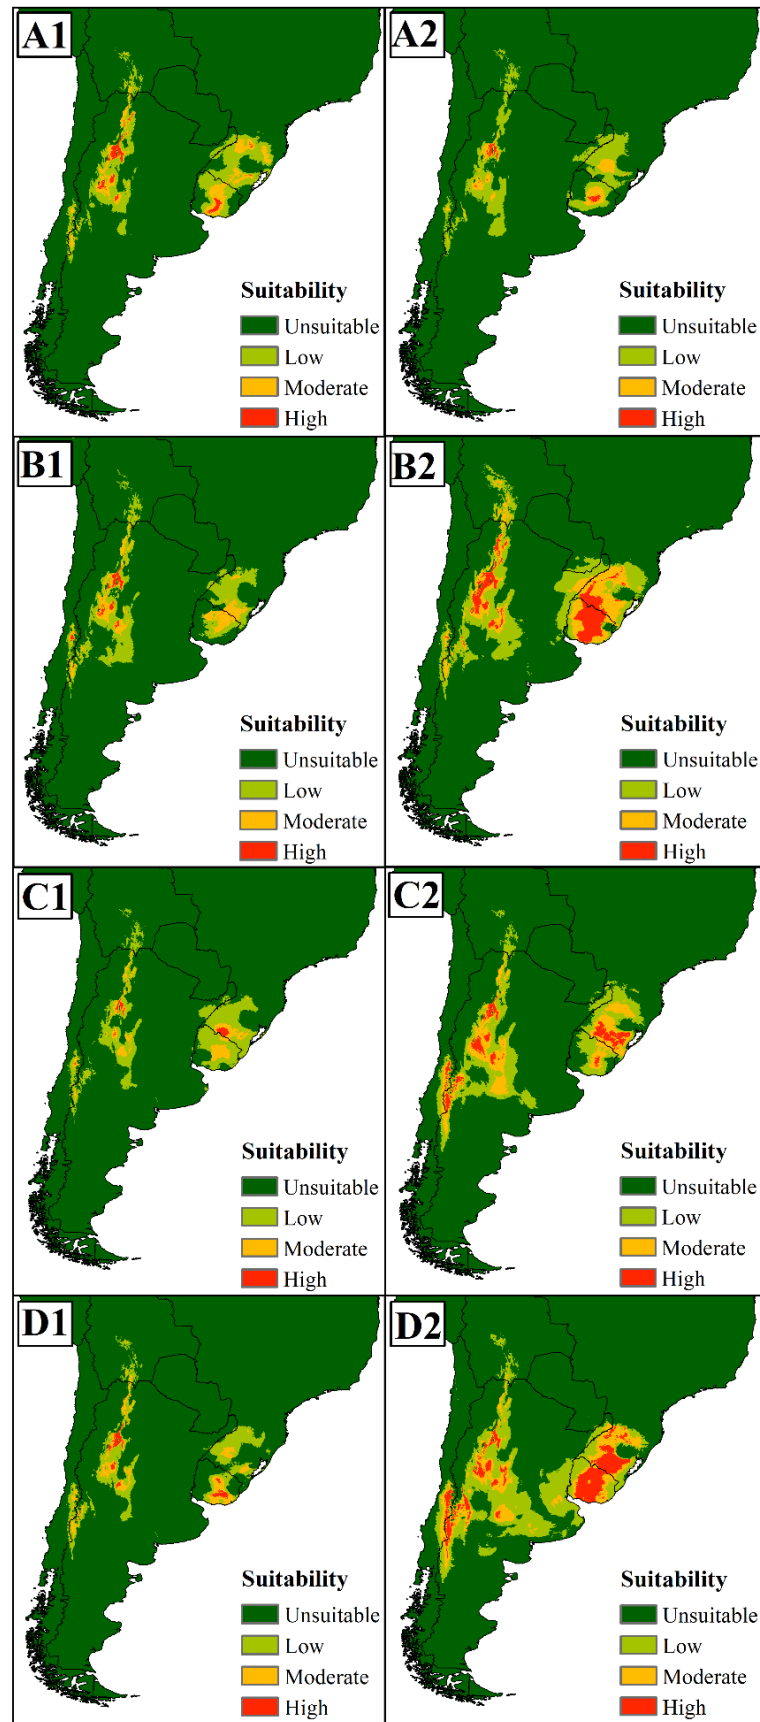 A1
Suitability
Unsuitable
Low
Moderate
High
A2
Suitability
Unsuitable
Low
Moderate
High
B1
Suitability
Unsuitable
Low
Moderate
High
B2
Suitability
Unsuitable
Low
Moderate
High
C1
Suitability
Unsuitable
Low
Moderate
High
C2
Suitability
Unsuitable
Low
Moderate
High
D1
Suitability
Unsuitable
Low
Moderate
High
D2
Suitability
Unsuitable
Low
Moderate
High